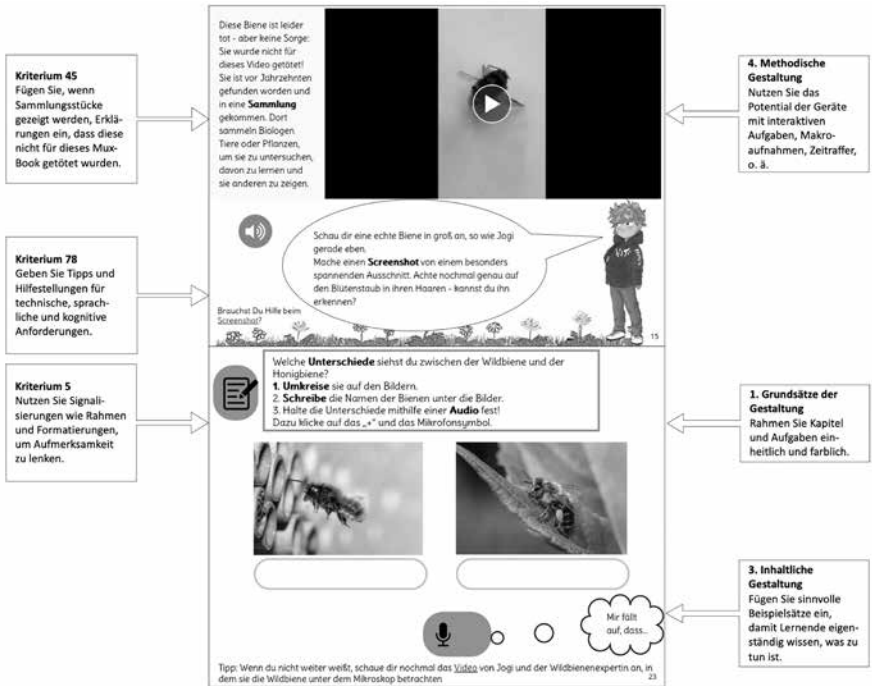 Kriterium 45
Fügen Sie, wenn
Sammlungsstücke
gezeigt werden, Erklä-
rungen ein, dass diese
nicht für dieses Mux-
Book getötet wurden.
Kriterium 78
Geben Sie Tipps und
Hilfestellungen für
technische, sprach-
liche und kognitive
Anforderungen.
Kriterium 5
Nutzen Sie Signali-
sierungen wie Rahmen
und Formatierungen,
um Aufmerksamkeit
zu lenken.
Diese Biene ist leider
tot - aber keine Sorge:
Sie wurde nicht für
dieses Video getötet!
Sie ist vor Jahrzehnten
gefunden worden und
in eine Sammlung
gekommen. Dort
sammeln Biologen
Tiere oder Pflanzen,
um sie zu untersuchen,
davon zu lernen und
sie anderen zu zeigen.
Schau dir eine echte Biene in groß an, so wie Jogi
gerade eben.
Mache einen Screenshot von einem besonders
spannenden Ausschnitt. Achte nochmal genau auf
den Blütenstaub in ihren Haaren - kannst du ihn
erkennen?
Brauchst Du Hilfe beim
Screenshot?
15
Welche Unterschiede siehst du zwischen der Wildbiene und der
Honigbiene?
1. Umkreise sie auf den Bildern.
2. Schreibe die Namen der Bienen unter die Bilder.
3. Halte die Unterschiede mithilfe einer Audio fest!
Dazu klicke auf das „+" und das Mikrofonsymbol.
Mir fällt
auf, dass...
Tipp: Wenn du nicht weiter weißt, schaue dir nochmal das Video von Jogi und der Wildbienenexpertin an, in
dem sie die Wildbiene unter dem Mikroskop betrachten
23
4. Methodische
Gestaltung
Nutzen Sie das
Potential der Geräte
mit interaktiven
Aufgaben, Makro-
aufnahmen, Zeitraffer,
o. ä.
1. Grundsätze der
Gestaltung
Rahmen Sie Kapitel
und Aufgaben ein-
heitlich und farblich.
3. Inhaltliche
Gestaltung
Fügen Sie sinnvolle
Beispielsätze ein,
damit Lernende eigen-
ständig wissen, was zu
tun ist.